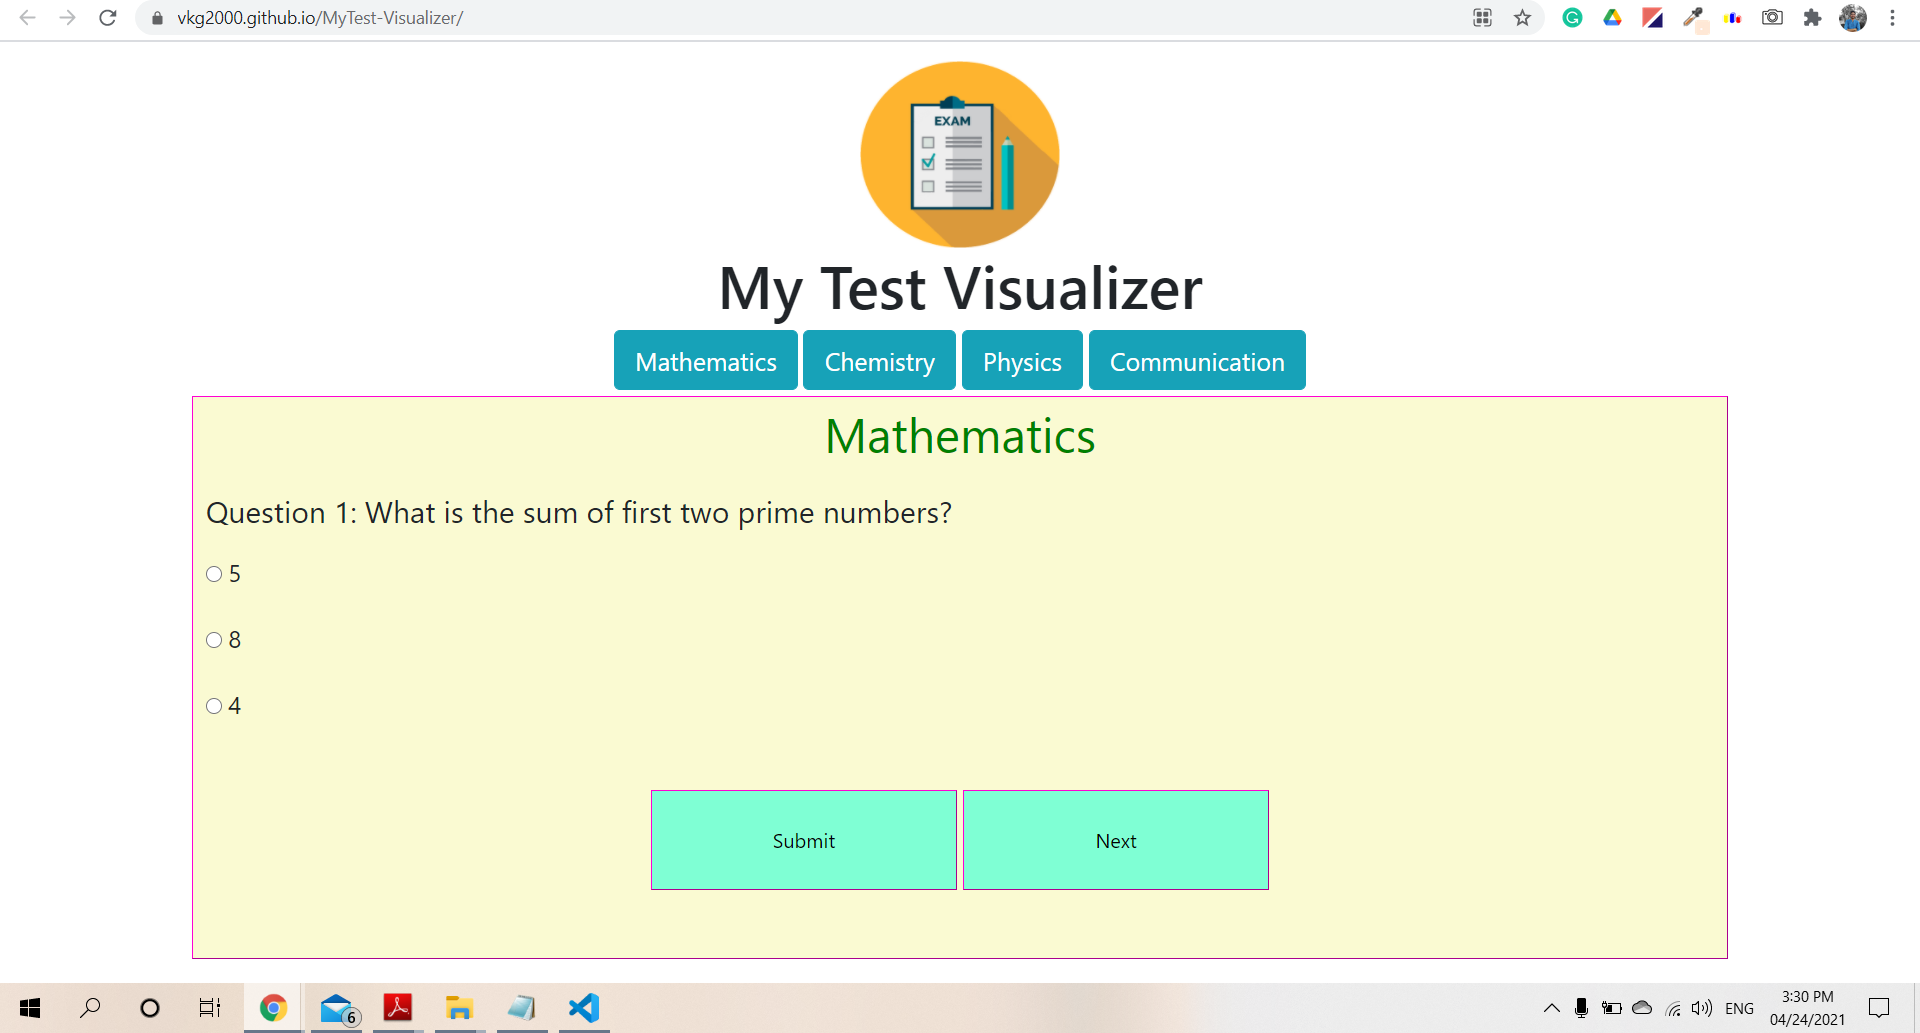 vkg2000.github.io/MyTest-Visualizer/
EXAM
My Test Visualizer
Mathematics Chemistry Physics Communication
Mathematics
Question 1: What is the sum of first two prime numbers?
5
8
4
Submit Next
6
ENG
3:30 PM
04/24/2021